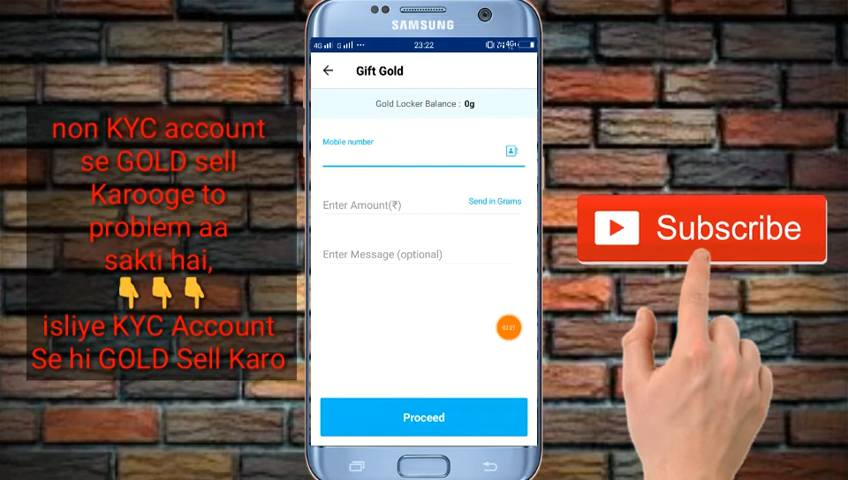 SAMSUNG
4G
G
23:22
Gift Gold
Gold Locker Balance : 0g
Mobile number
Enter Amount(₹)
Send in Grams
Enter Message (optional)
Proceed
non KYC account
se GOLD sell
Karooge to
problem aa
sakti hai,
👇👇👇
isliye KYC Account
Se hi GOLD Sell Karo
Subscribe